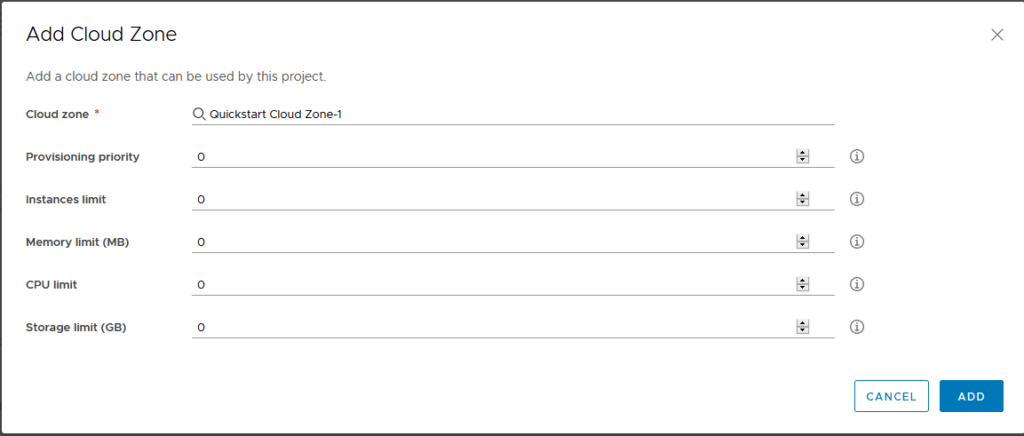 Add Cloud Zone
Add a cloud zone that can be used by this project.
Cloud zone * Quickstart Cloud Zone-1
Provisioning priority 0
Instances limit 0
Memory limit (MB) 0
CPU limit 0
Storage limit (GB) 0
CANCEL ADD